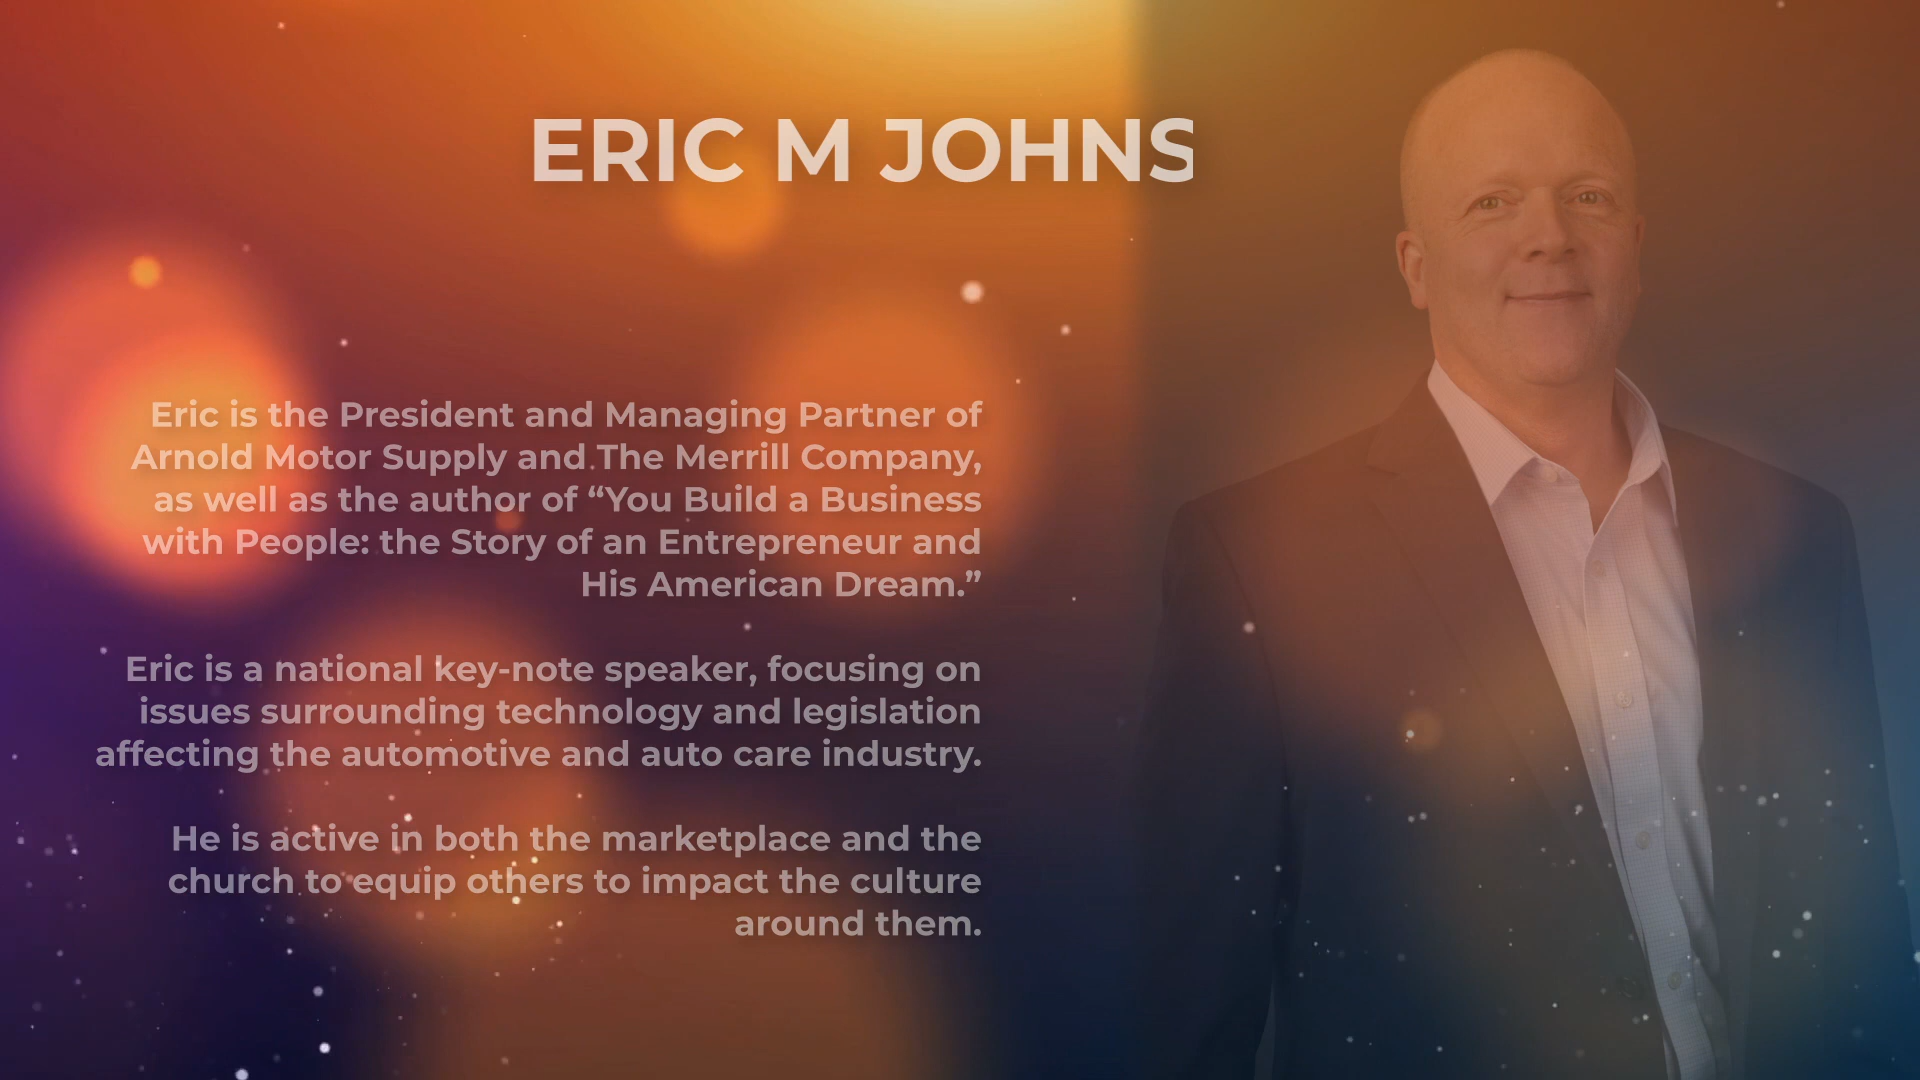 ERIC M JOHNS
Eric is the President and Managing Partner of
Arnold Motor Supply and The Merrill Company,
as well as the author of “You Build a Business
with People: the Story of an Entrepreneur and
His American Dream.”
Eric is a national key-note speaker, focusing on
issues surrounding technology and legislation
affecting the automotive and auto care industry.
He is active in both the marketplace and the
church to equip others to impact the culture
around them.